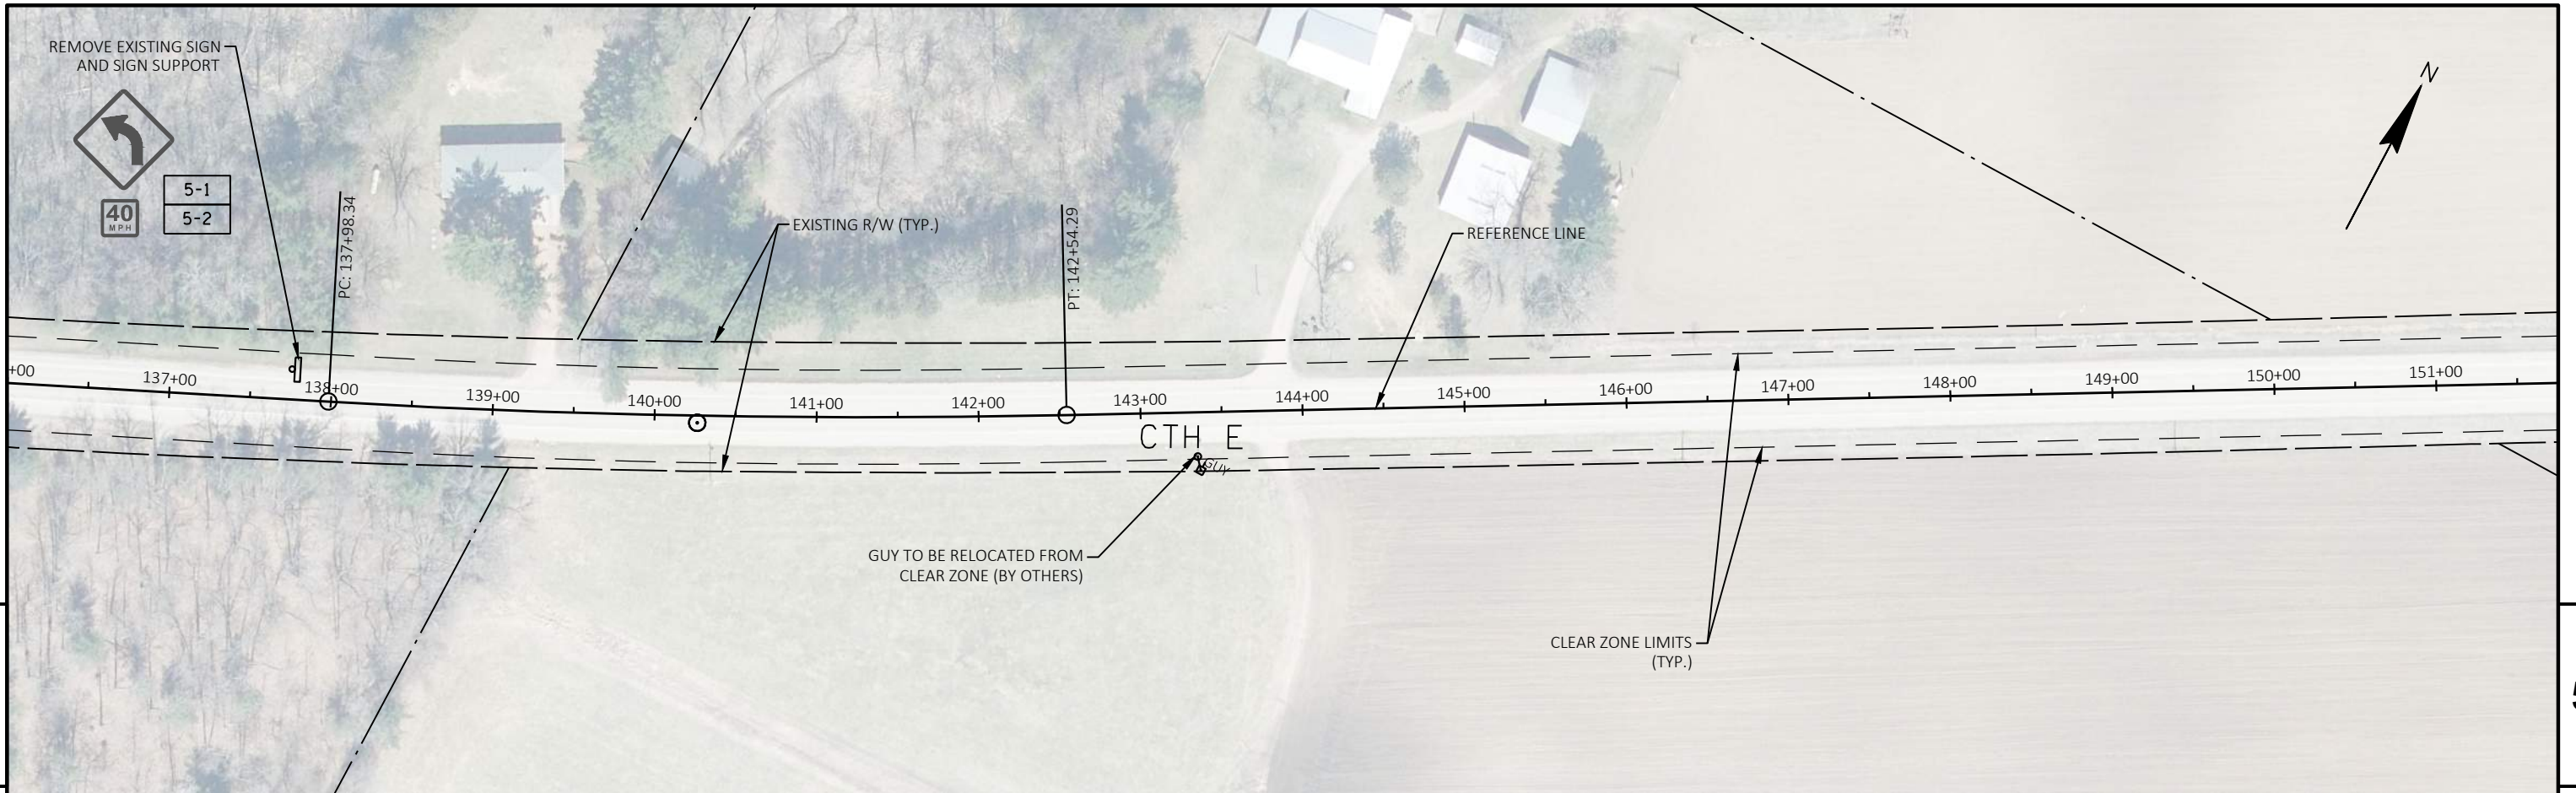 REMOVE EXISTING SIGN
AND SIGN SUPPORT
N
40
MPH
5-1
5-2
PC: 137+98.34
PT: 142+54.29
EXISTING R/W (TYP.)
REFERENCE LINE
+00
137+00
138+00
139+00
140+00
141+00
142+00
143+00
144+00
145+00
146+00
147+00
148+00
149+00
150+00
151+00
CTH E
GUY
GUY TO BE RELOCATED FROM
CLEAR ZONE (BY OTHERS)
CLEAR ZONE LIMITS
(TYP.)